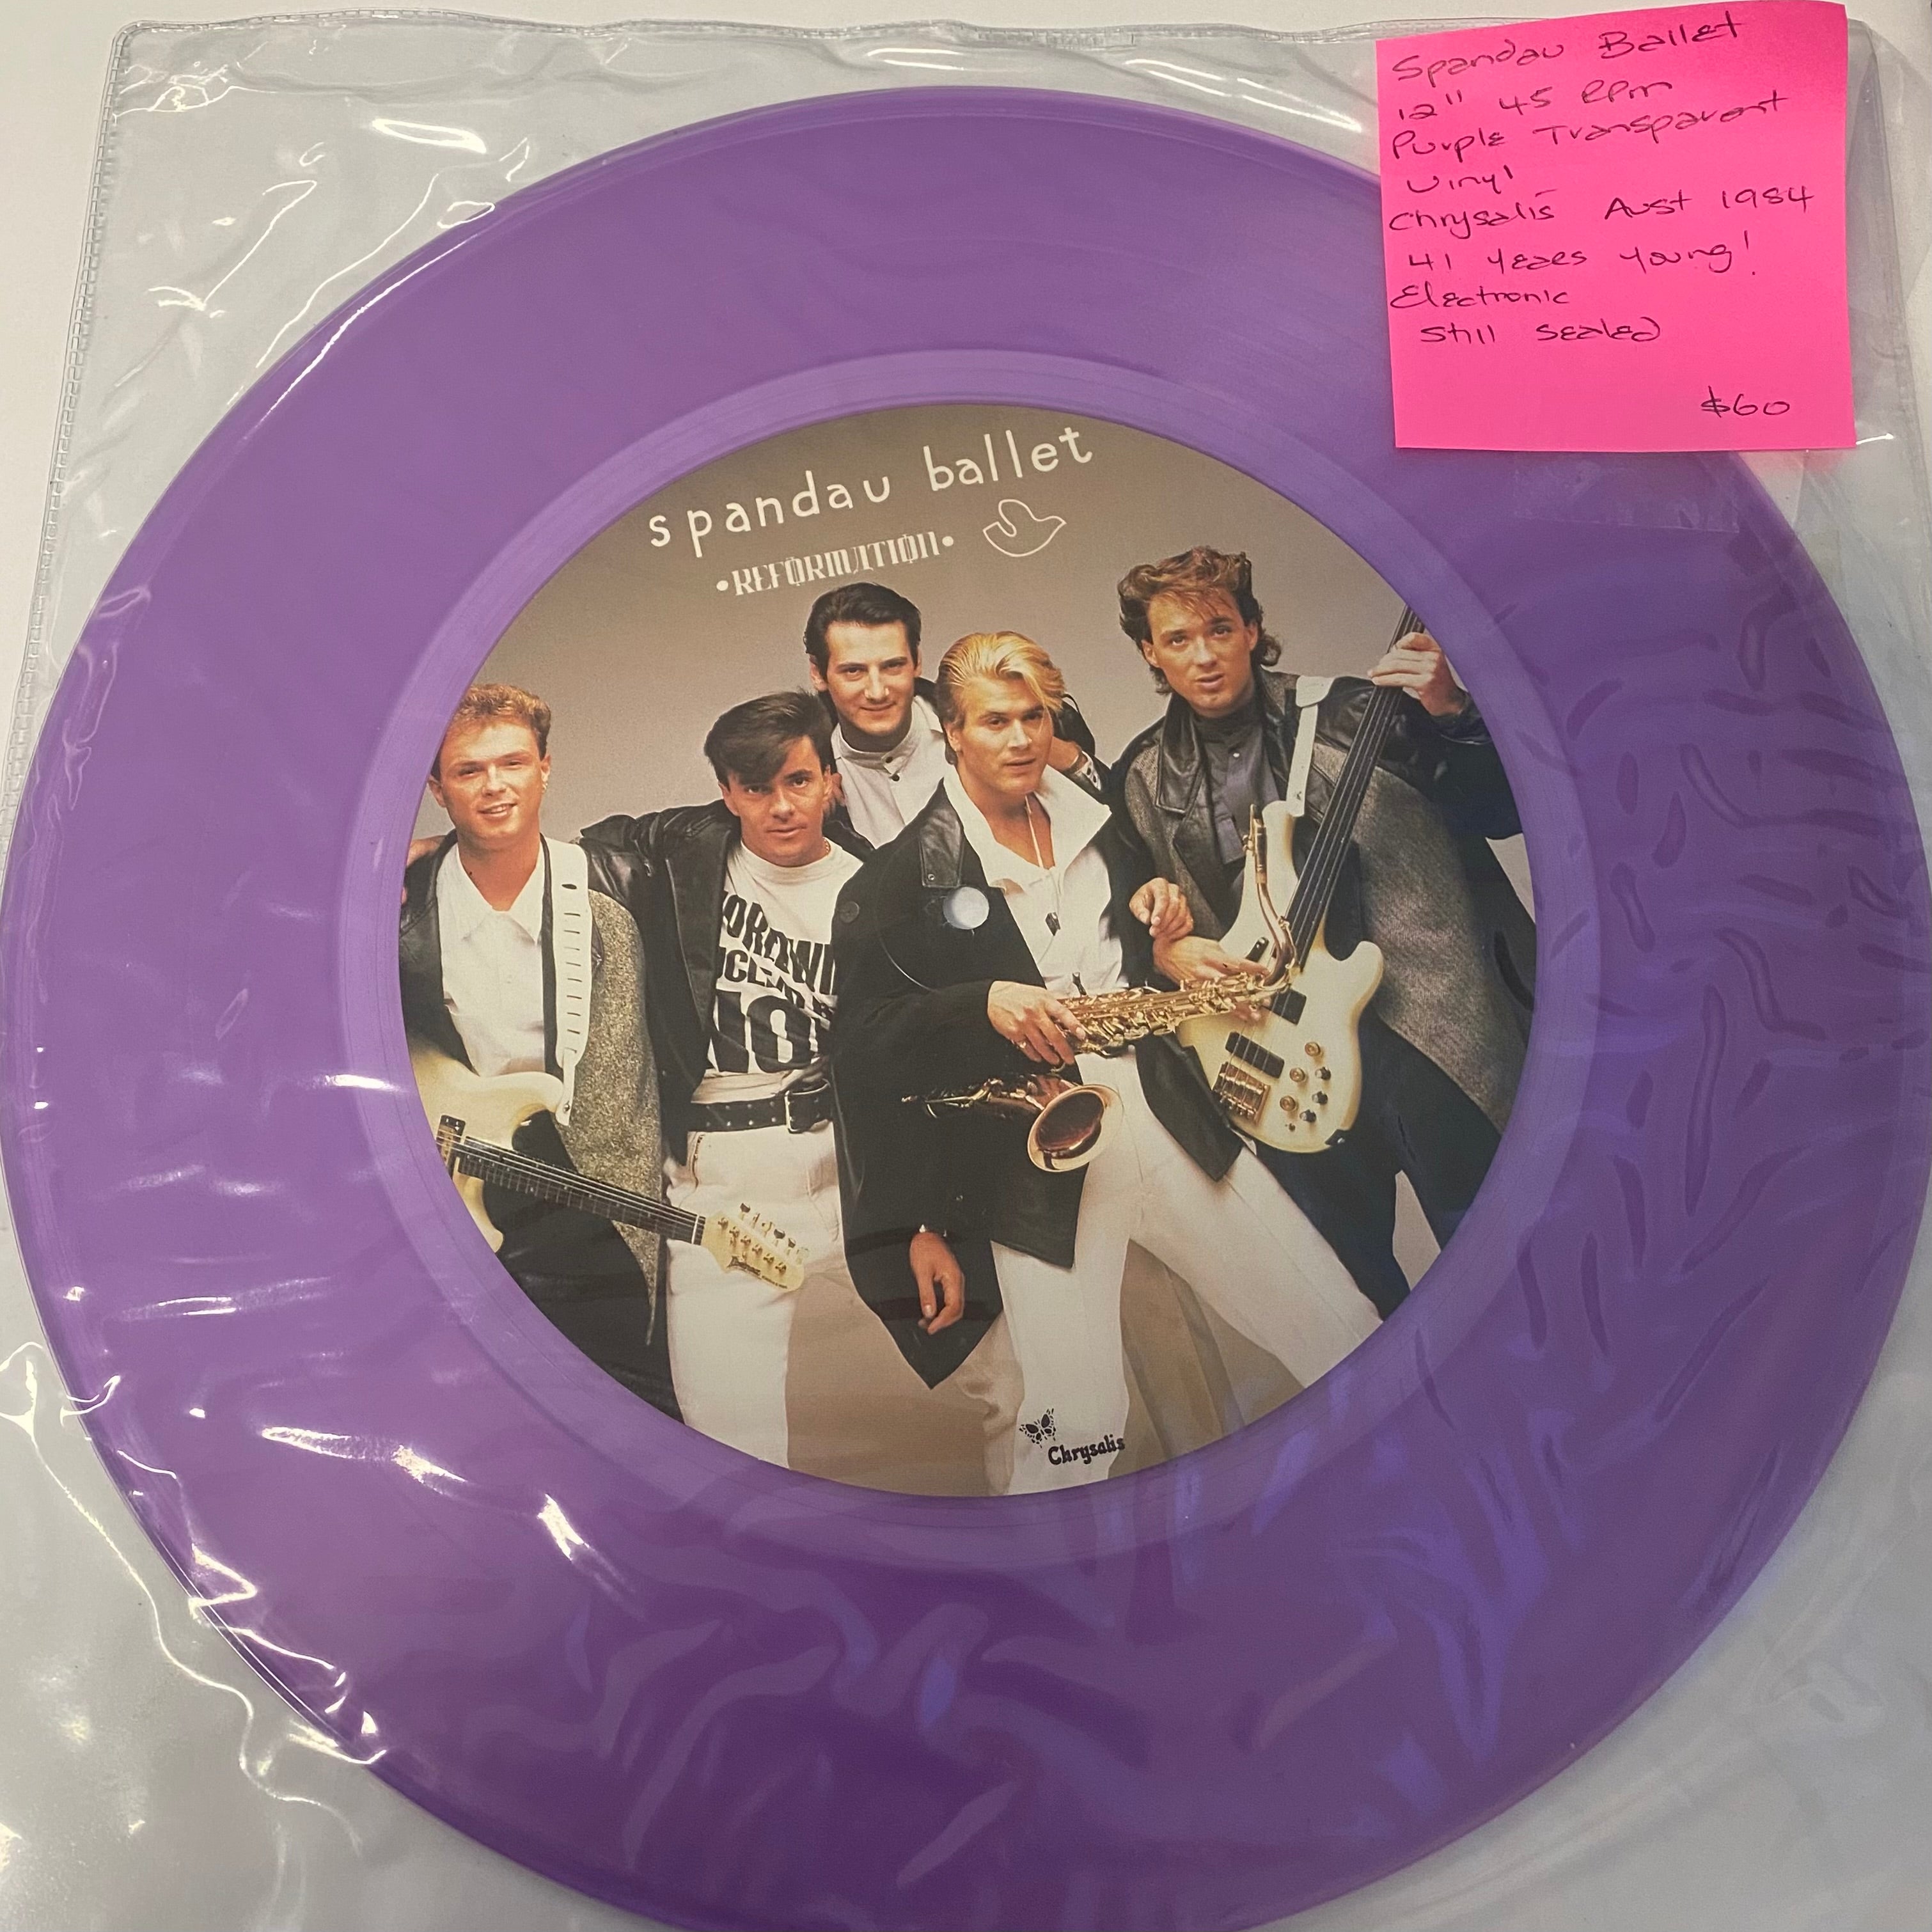 Spandau Ballet
12" 45 RPM
Purple Transparent
Vinyl
Chrysalis Aust 1984
41 years young!
Electronic
Still sealed
$60
spandau ballet
•REFORMATION•
NO
Chrysalis